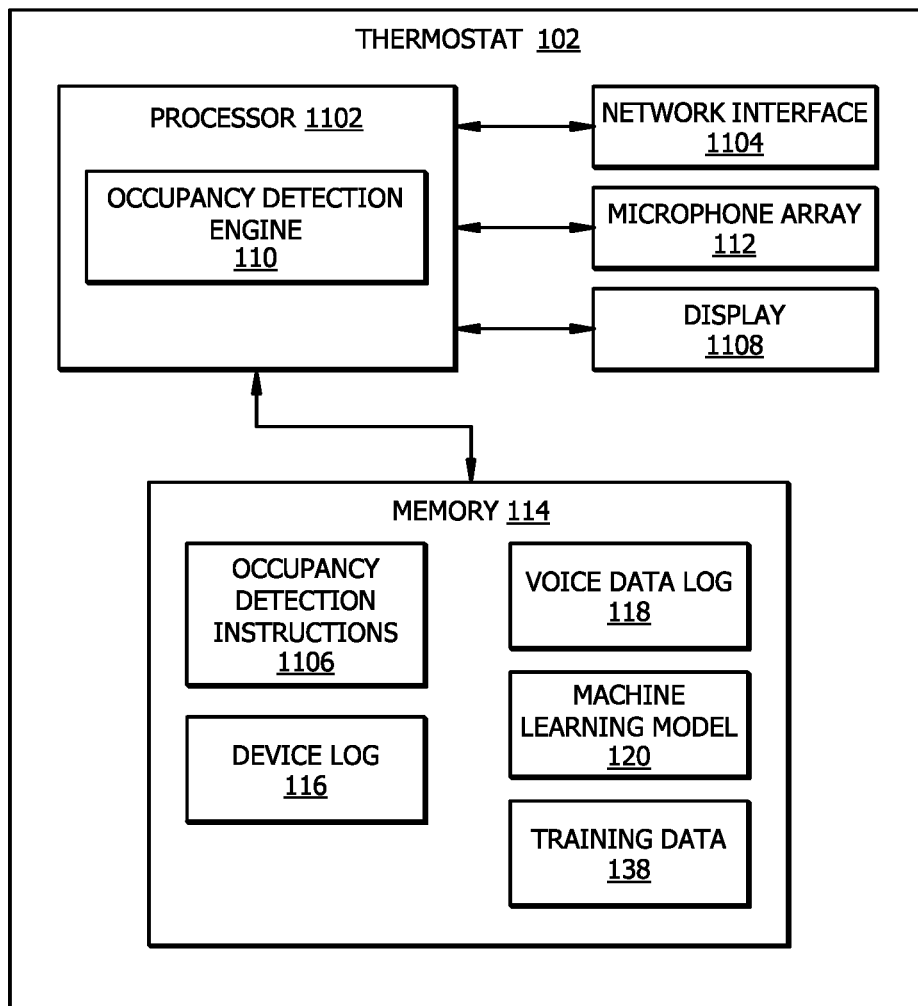 THERMOSTAT 102
PROCESSOR 1102
OCCUPANCY DETECTION
ENGINE
110
NETWORK INTERFACE
1104
MICROPHONE ARRAY
112
DISPLAY
1108
MEMORY 114
OCCUPANCY
DETECTION
INSTRUCTIONS
1106
DEVICE LOG
116
VOICE DATA LOG
118
MACHINE
LEARNING MODEL
120
TRAINING DATA
138